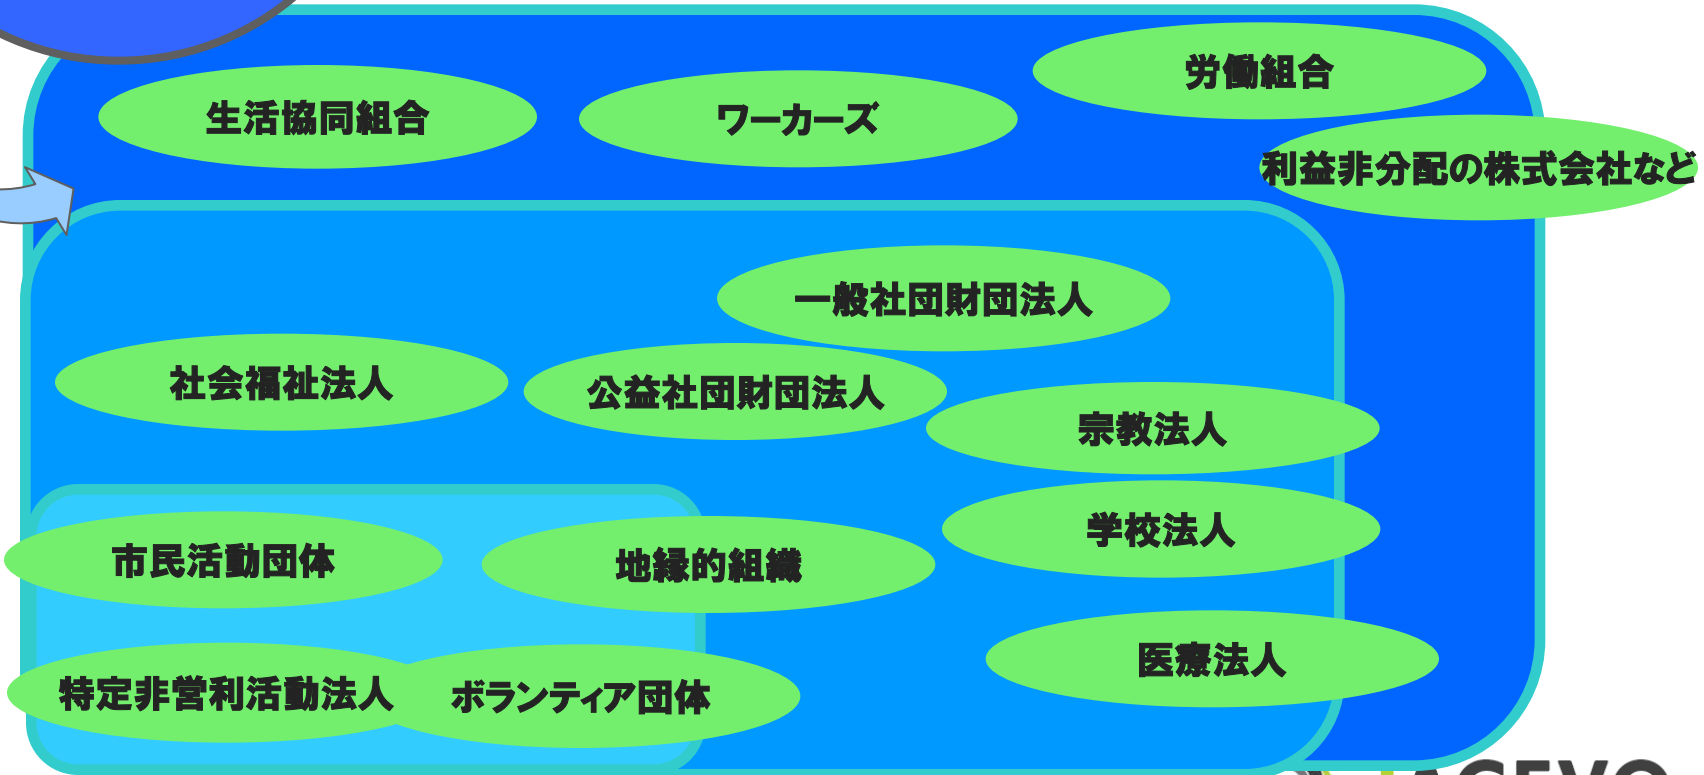 労働組合
生活協同組合
ワーカーズ
利益非分配の株式会社など
一般社団財団法人
社会福祉法人
公益社団財団法人
宗教法人
学校法人
市民活動団体
地縁的組織
医療法人
特定非営利活動法人
ボランティア団体